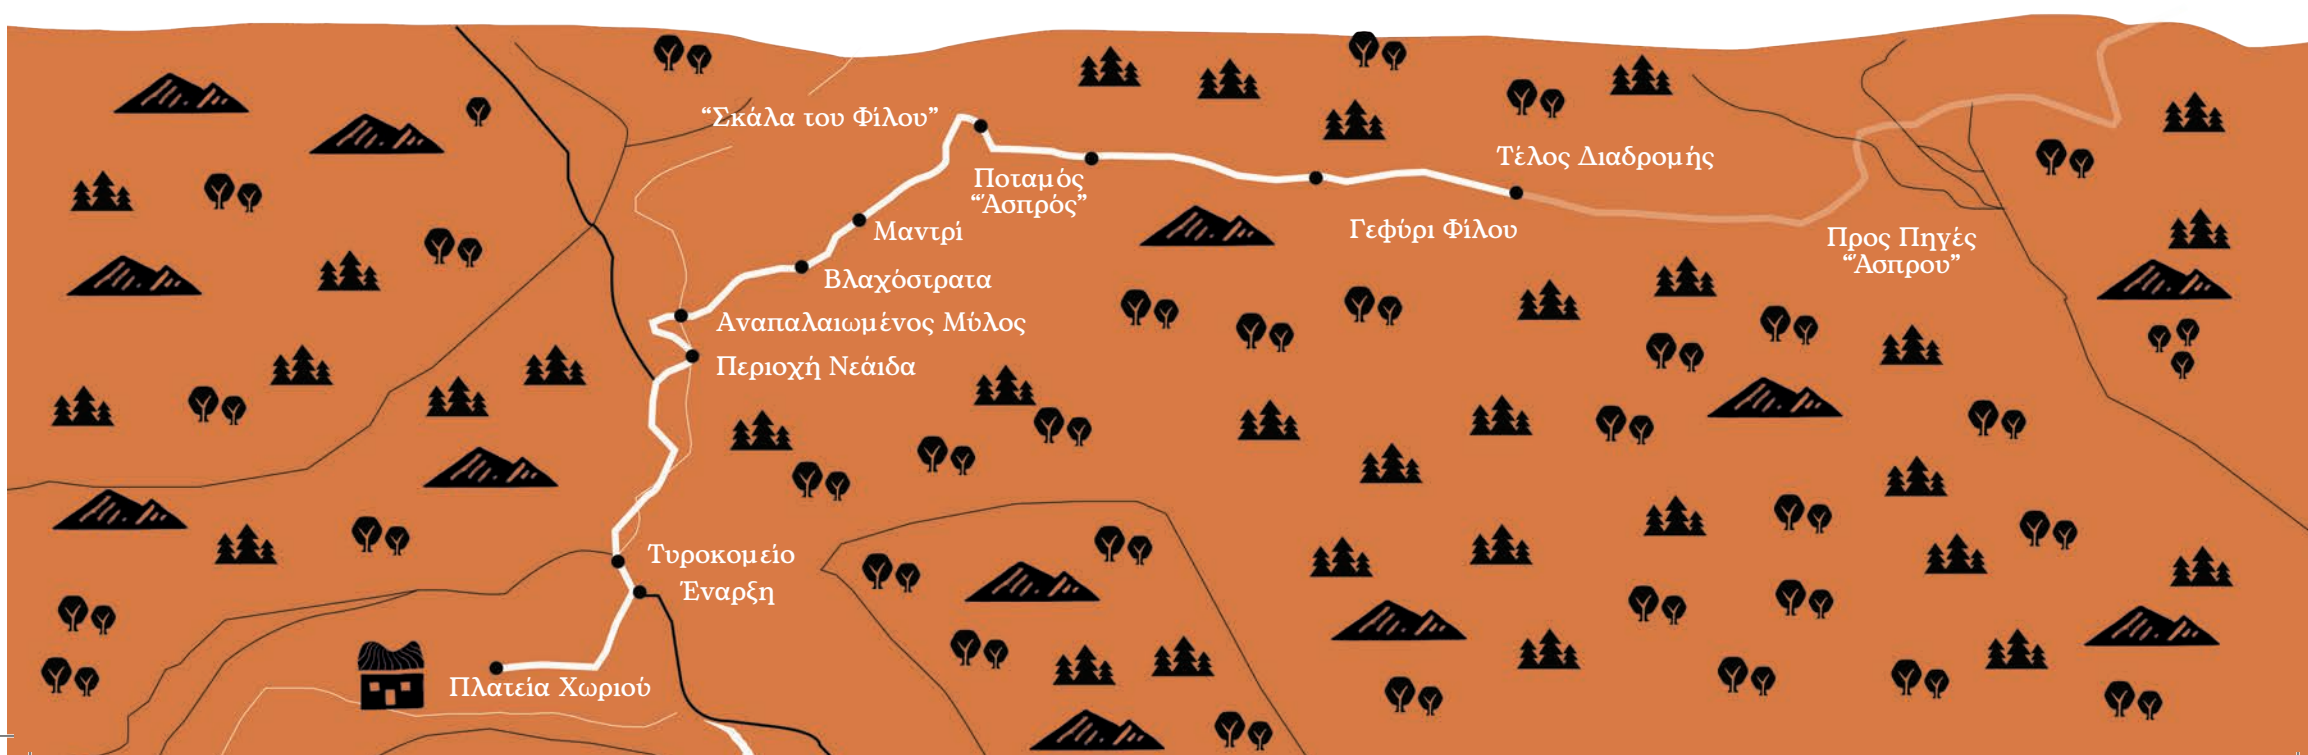 “Σκάλα του Φίλου”
Ποταμός
“Άσπρός”
Τέλος Διαδρομής
Μαντρί
Γεφύρι Φίλου
Προς Πηγές
“Άσπρου”
Βλαχόστρατα
Αναπαλαιωμένος Μύλος
Περιοχή Νεάιδα
Τυροκομείο
Έναρξη
Πλατεία Χωριού